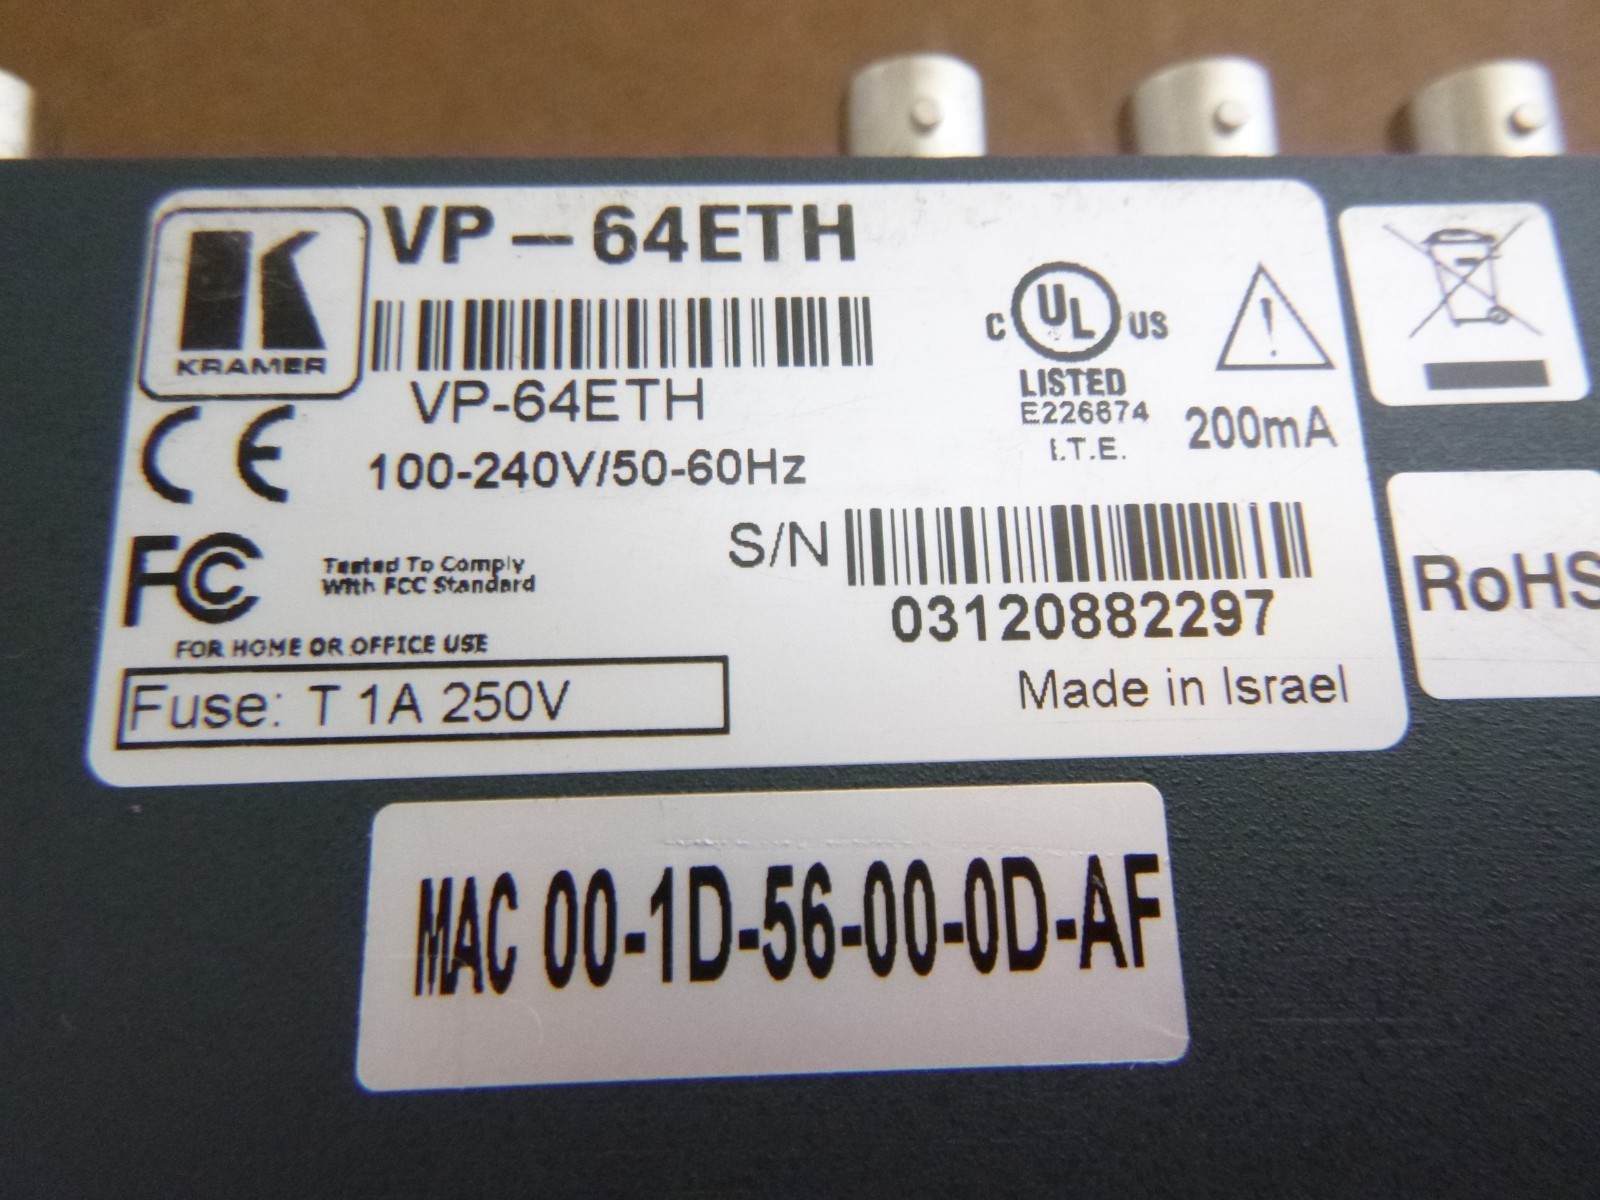 KRAMER
VP-64ETH
VP-64ETH
100-240V/50-60Hz
C UL US
LISTED
E226874
I.T.E.
200mA
CE
FC
Tested To Comply
With FCC Standard
FOR HOME OR OFFICE USE
Fuse: T 1A 250V
S/N
03120882297
Made in Israel
RoHS
MAC 00-1D-56-00-0D-AF